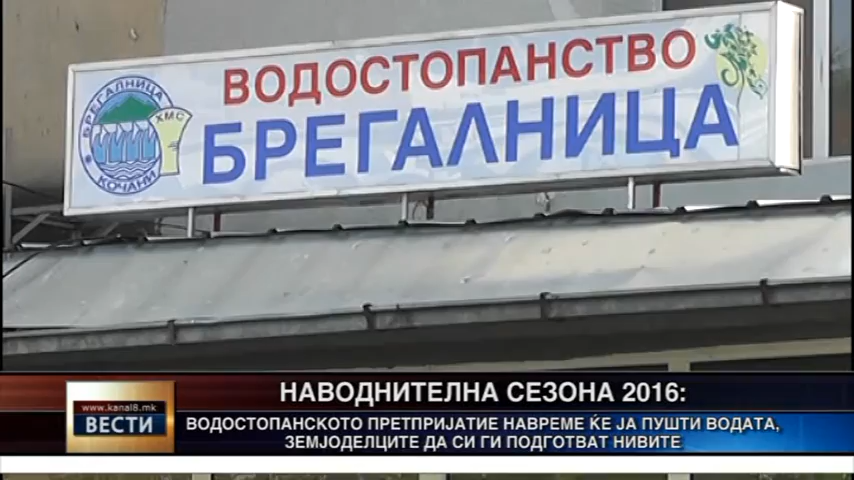 ВОДОСТОПАНСТВО
БРЕГАЛНИЦА
БРЕГАЛНИЦА
ХМС
КОЧАНИ
НАВОДНИТЕЛНА СЕЗОНА 2016:
www.kanal8.mk
ВЕСТИ
ВОДОСТОПАНСКОТО ПРЕТПРИЈАТИЕ НАВРЕМЕ ЌЕ ЈА ПУШТИ ВОДАТА,
ЗЕМЈОДЕЛЦИТЕ ДА СИ ГИ ПОДГОТВАТ НИВИТЕ